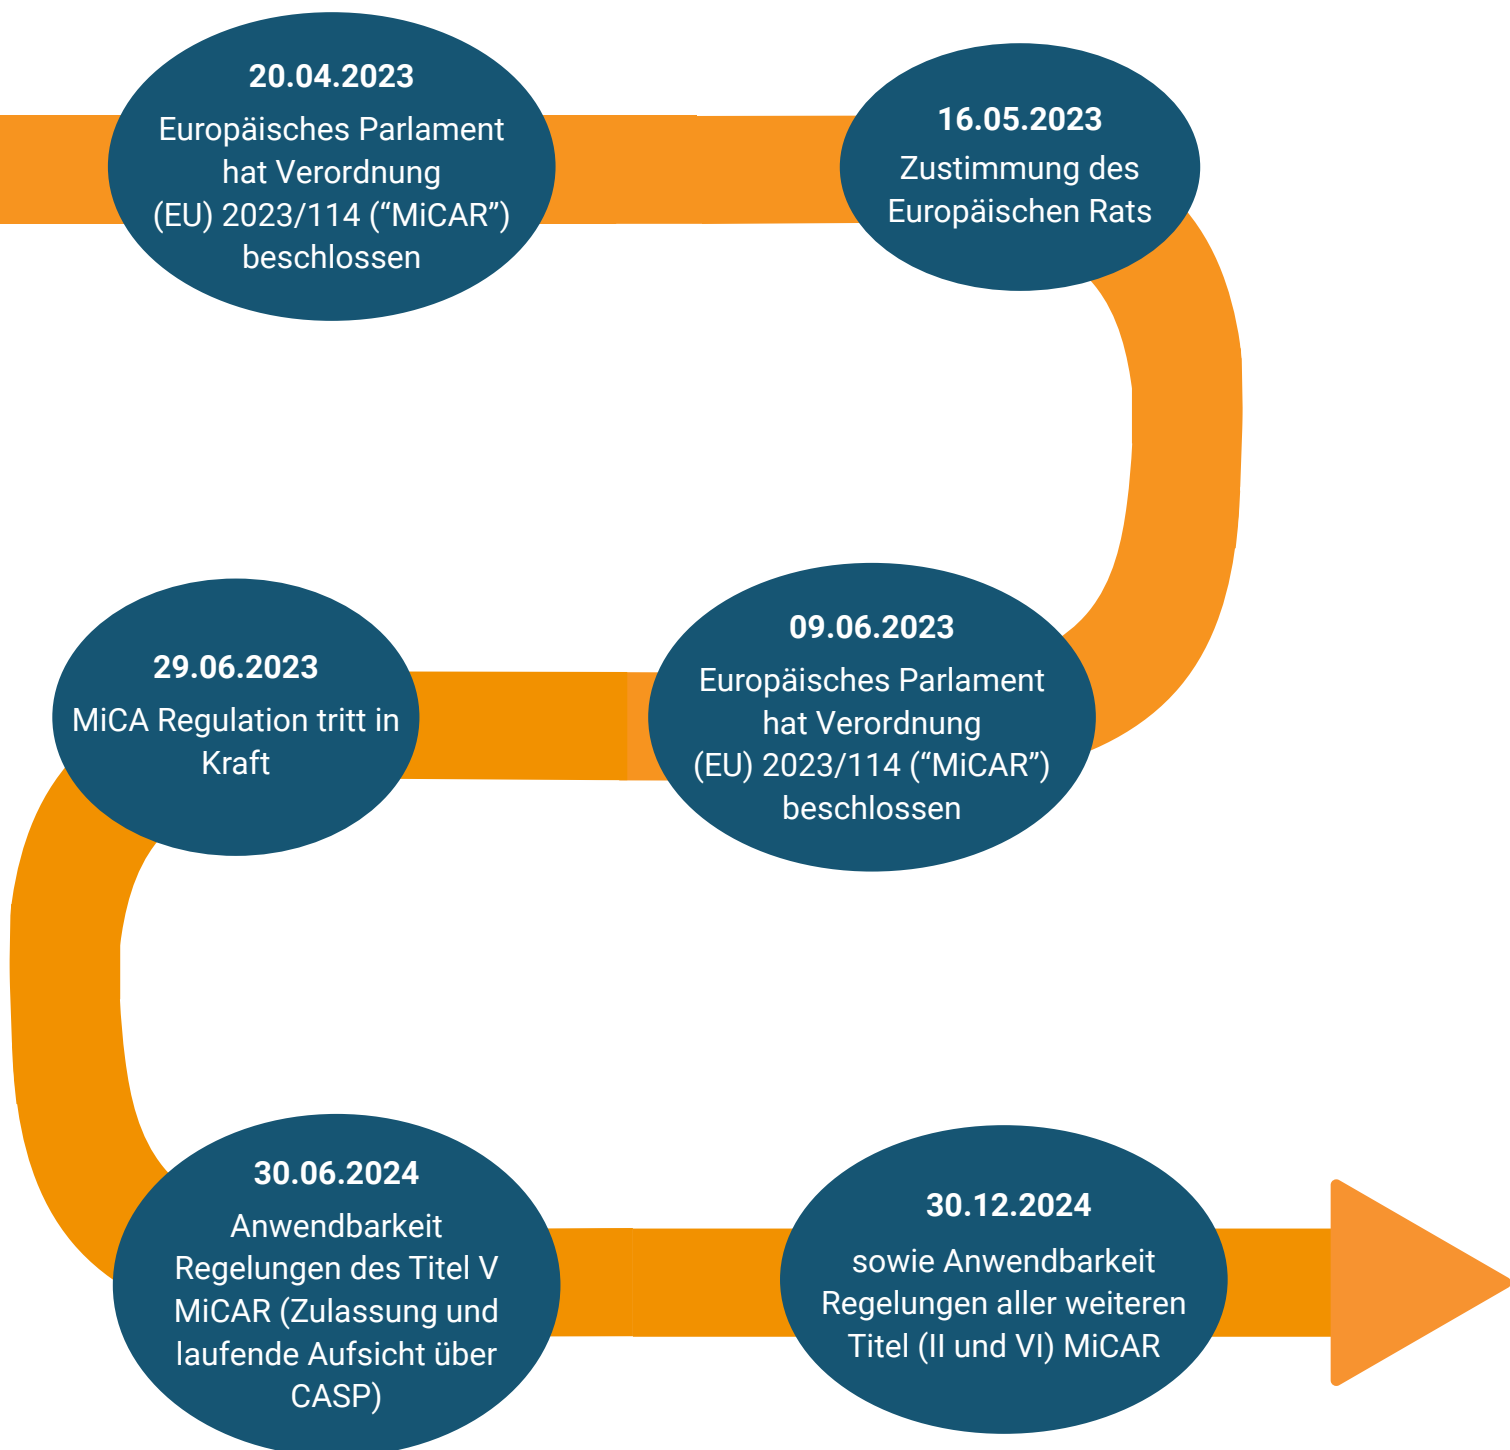 20.04.2023
Europäisches Parlament
hat Verordnung
(EU) 2023/114 (“MiCAR”)
beschlossen
16.05.2023
Zustimmung des
Europäischen Rats
09.06.2023
Europäisches Parlament
hat Verordnung
(EU) 2023/114 (“MiCAR”)
beschlossen
29.06.2023
MiCA Regulation tritt in
Kraft
30.06.2024
Anwendbarkeit
Regelungen des Titel V
MiCAR (Zulassung und
laufende Aufsicht über
CASP)
30.12.2024
sowie Anwendbarkeit
Regelungen aller weiteren
Titel (II und VI) MiCAR